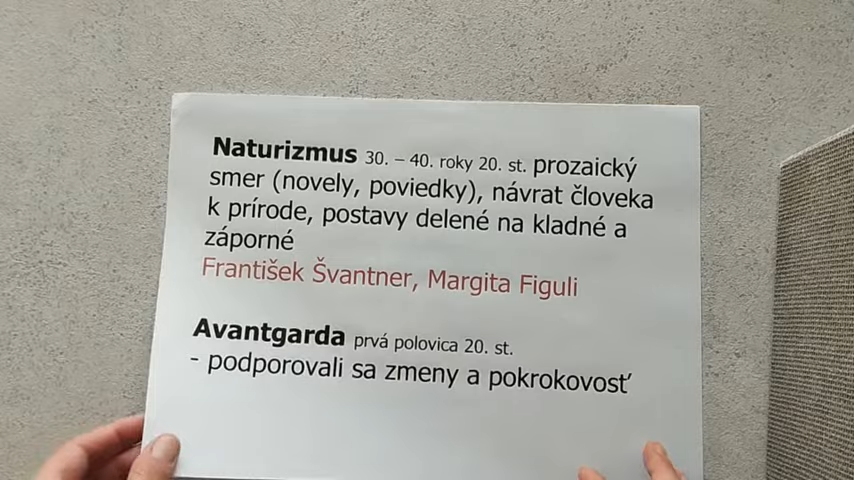 Naturizmus 30. – 40. roky 20. st. prozaický
smer (novely, poviedky), návrat človeka
k prírode, postavy delené na kladné a
záporné
František Švantner, Margita Figuli
Avantgarda prvá polovica 20. st.
- podporovali sa zmeny a pokrokovosť